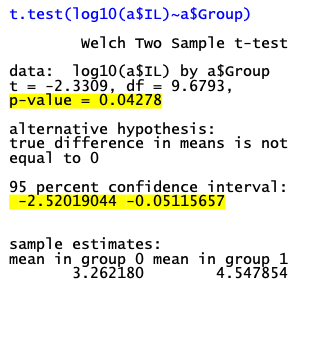 t.test(log10(a$IL)~a$Group)
Welch Two Sample t-test
data:  log10(a$IL) by a$Group
t = -2.3309, df = 9.6793,
p-value = 0.04278
alternative hypothesis:
true difference in means is not
equal to 0
95 percent confidence interval:
-2.52019044 -0.05115657
sample estimates:
mean in group 0 mean in group 1
3.262180        4.547854